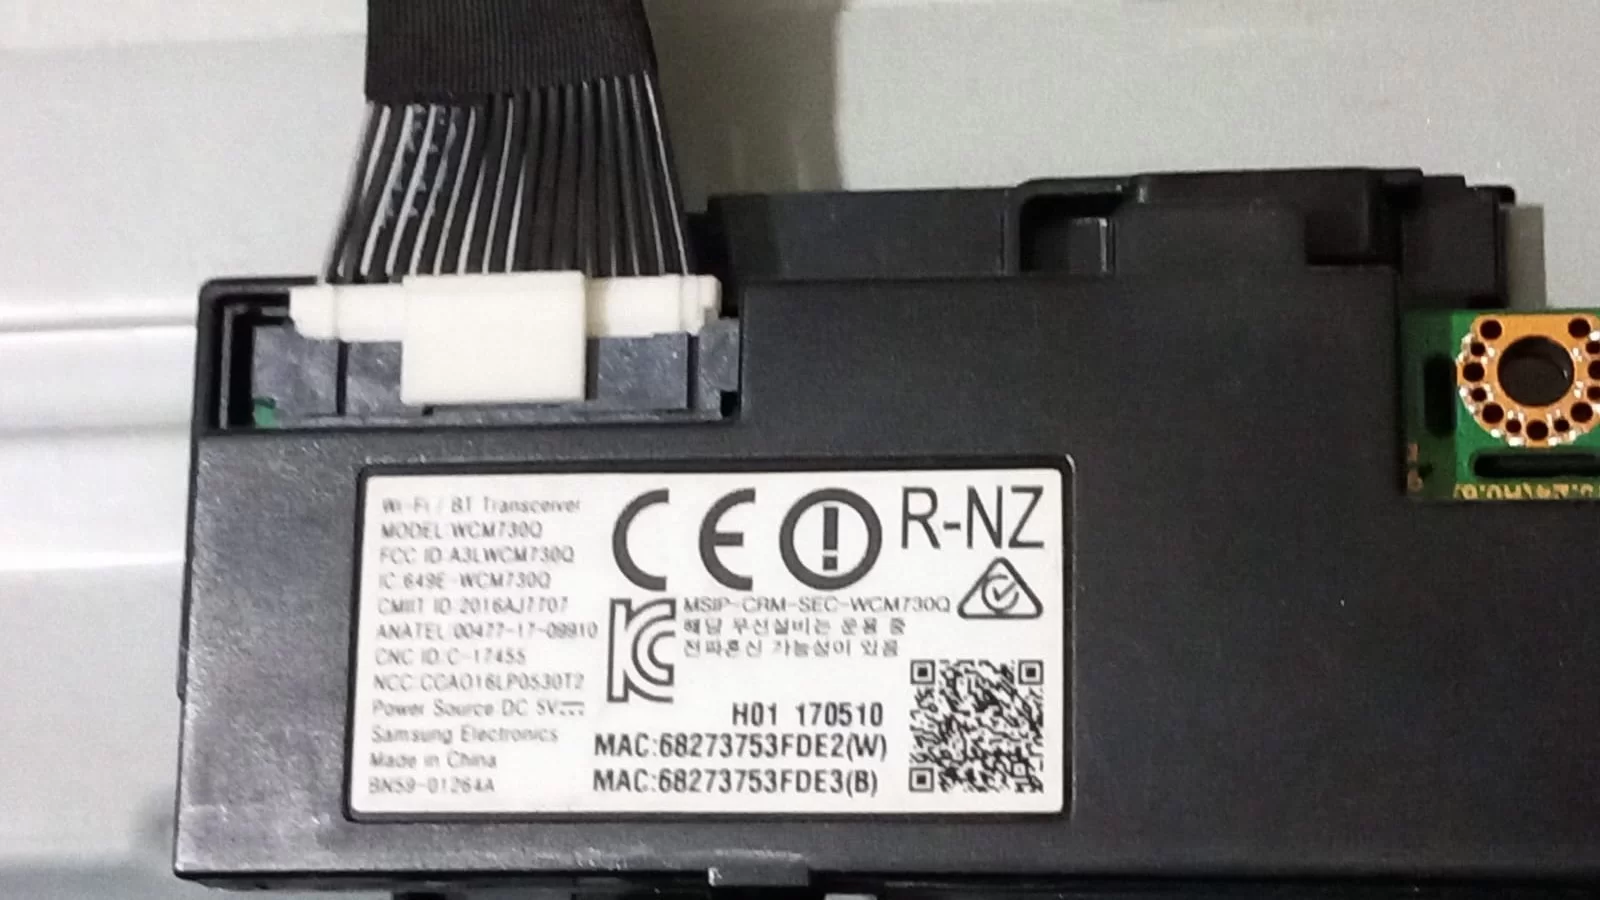 Wi-Fi / BT Transceiver
MODEL:WCM730Q
FCC ID:A3LWCM730Q
IC:649E-WCM730Q
CMIIT ID:2016AJ7707
ANATEL:00477-17-09910
CNC ID:C-17455
NCC:CCAO16LP0530T2
Power Source DC 5V
Samsung Electronics
Made in China
BN59-01264A
CE
R-NZ
MSIP-CRM-SEC-WCM730Q
해당 무선설비는 운용 중
전파혼신 가능성이 있음
H01 170510
MAC:68273753FDE2(W)
MAC:68273753FDE3(B)